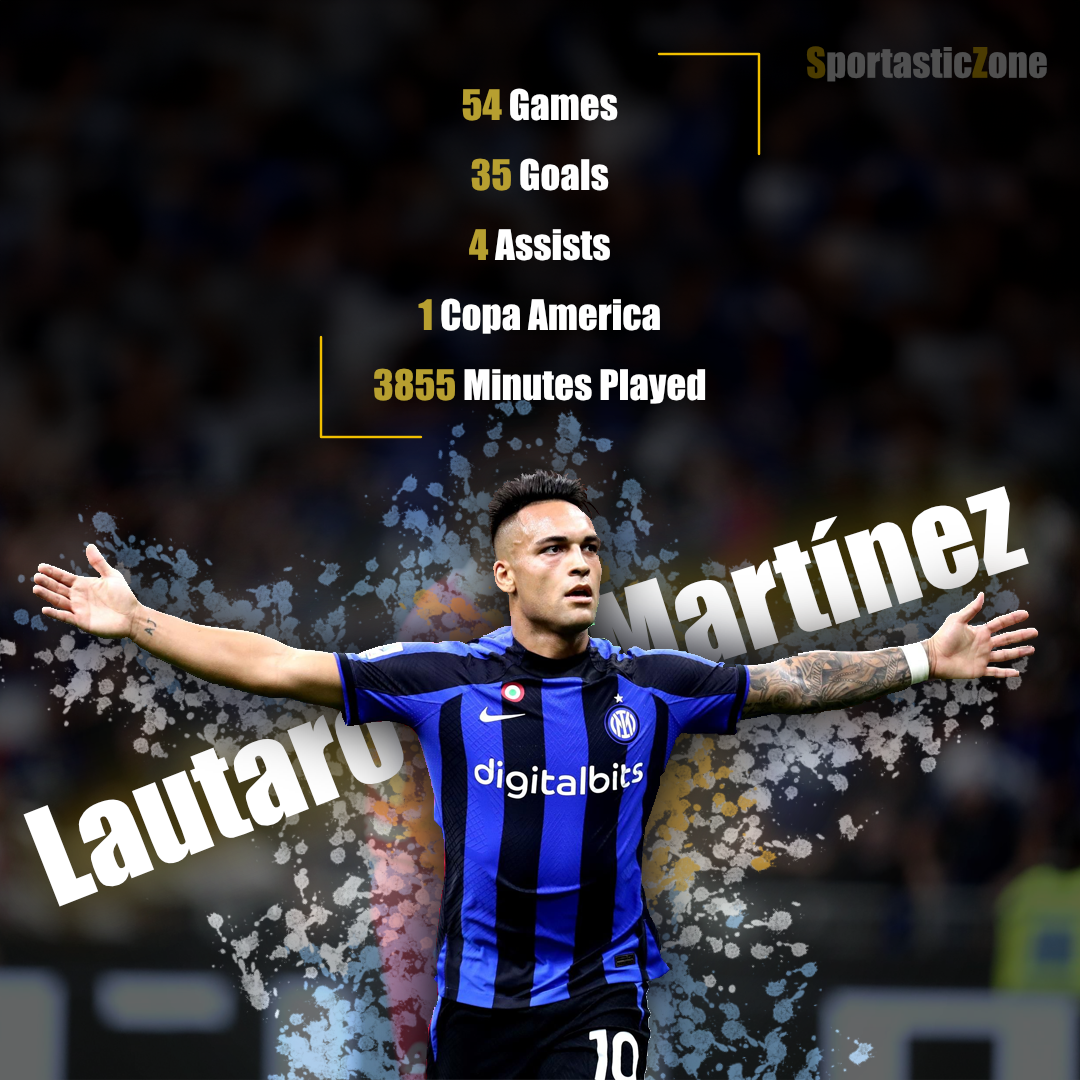 SportasticZone
54 Games
35 Goals
4 Assists
1 Copa America
3855 Minutes Played
Lautaro Martínez
digitalbits
10